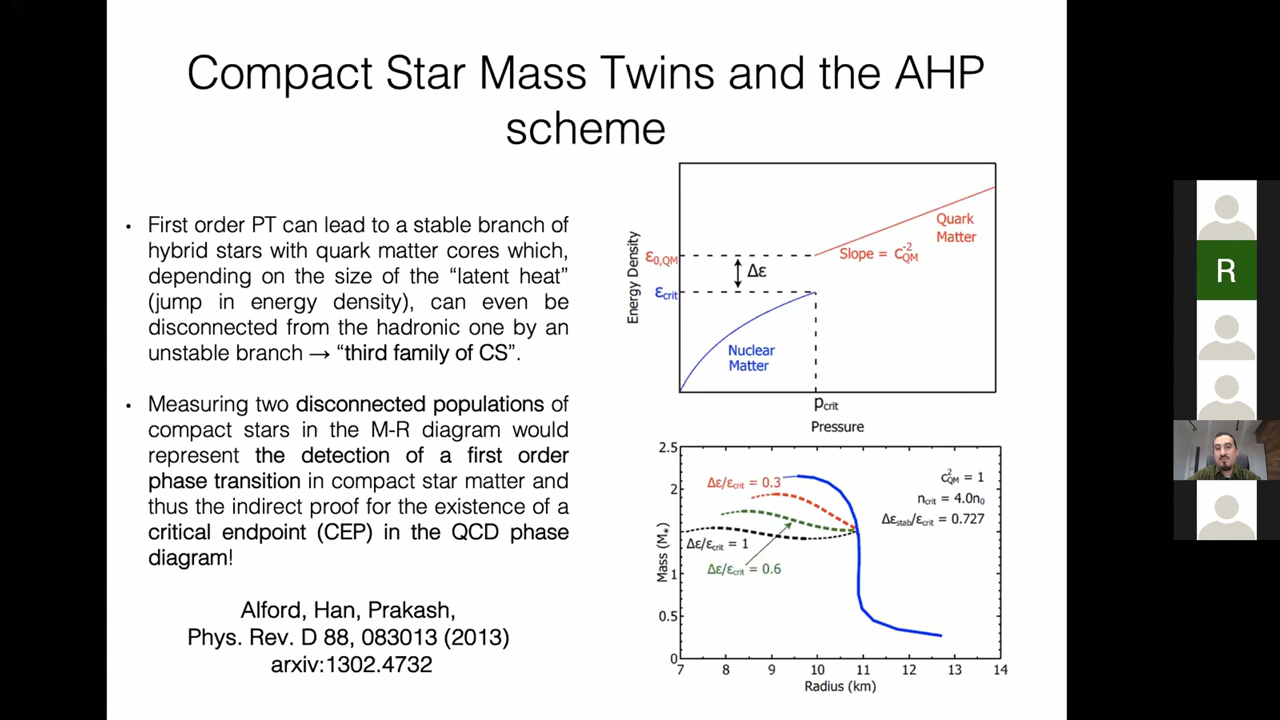 Compact Star Mass Twins and the AHP
scheme
• First order PT can lead to a stable branch of
hybrid stars with quark matter cores which,
depending on the size of the “latent heat”
(jump in energy density), can even be
disconnected from the hadronic one by an
unstable branch → “third family of CS”.
• Measuring two disconnected populations of
compact stars in the M-R diagram would
represent the detection of a first order
phase transition in compact star matter and
thus the indirect proof for the existence of a
critical endpoint (CEP) in the QCD phase
diagram!
Alford, Han, Prakash,
Phys. Rev. D 88, 083013 (2013)
arxiv:1302.4732
Energy Density
ε0,QM
εcrit
Δε
Slope = c⁻²QM
Quark
Matter
Nuclear
Matter
pcrit
Pressure
Mass (M*)
2.5
2
1.5
1
0.5
0
Δε/εcrit = 0.3
Δε/εcrit = 1
Δε/εcrit = 0.6
c²QM = 1
ncrit = 4.0n0
Δεstab/εcrit = 0.727
7 8 9 10 11 12 13 14
Radius (km)
R